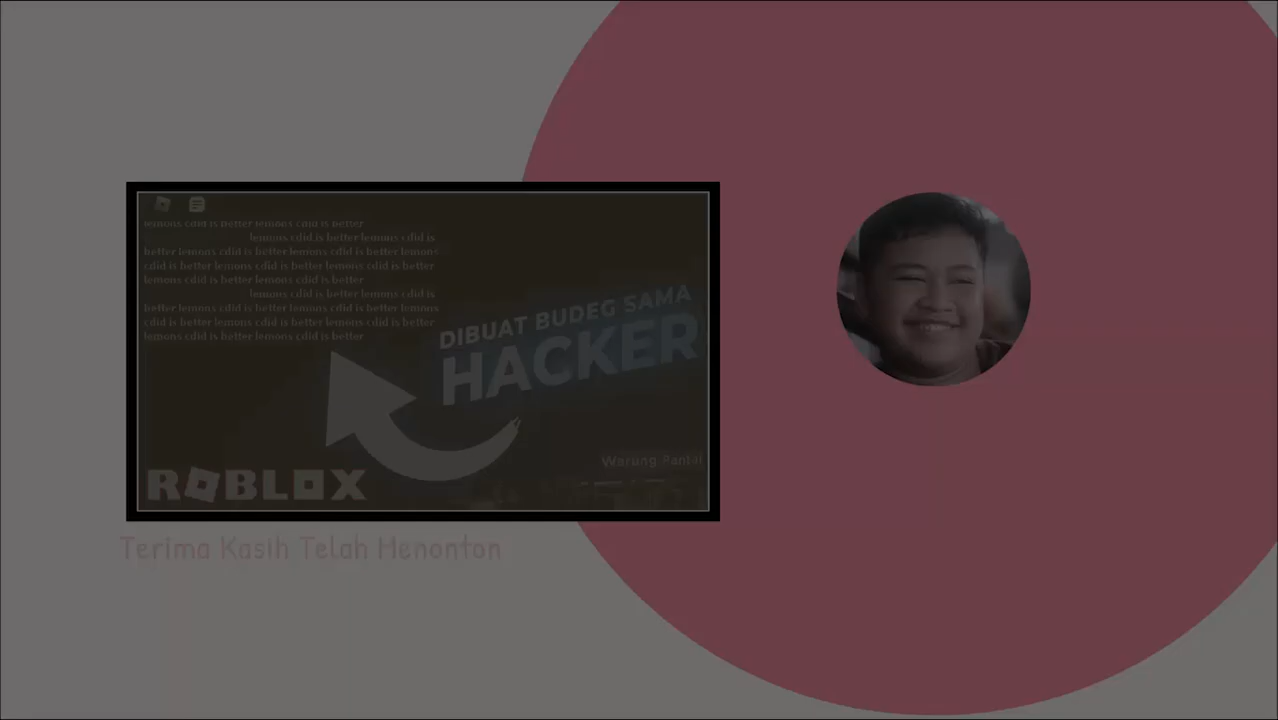 lemons cdid is better lemons cdid is better
lemons cdid is better lemons cdid is
better lemons cdid is better lemons cdid is better lemons
cdid is better lemons cdid is better lemons cdid is better
lemons cdid is better lemons cdid is better
lemons cdid is better lemons cdid is
better lemons cdid is better lemons cdid is better lemons
cdid is better lemons cdid is better lemons cdid is better
lemons cdid is better lemons cdid is better
DIBUAT BUDEG SAMA
HACKER
Warung Pantai
ROBLOX
Terima Kasih Telah Menonton